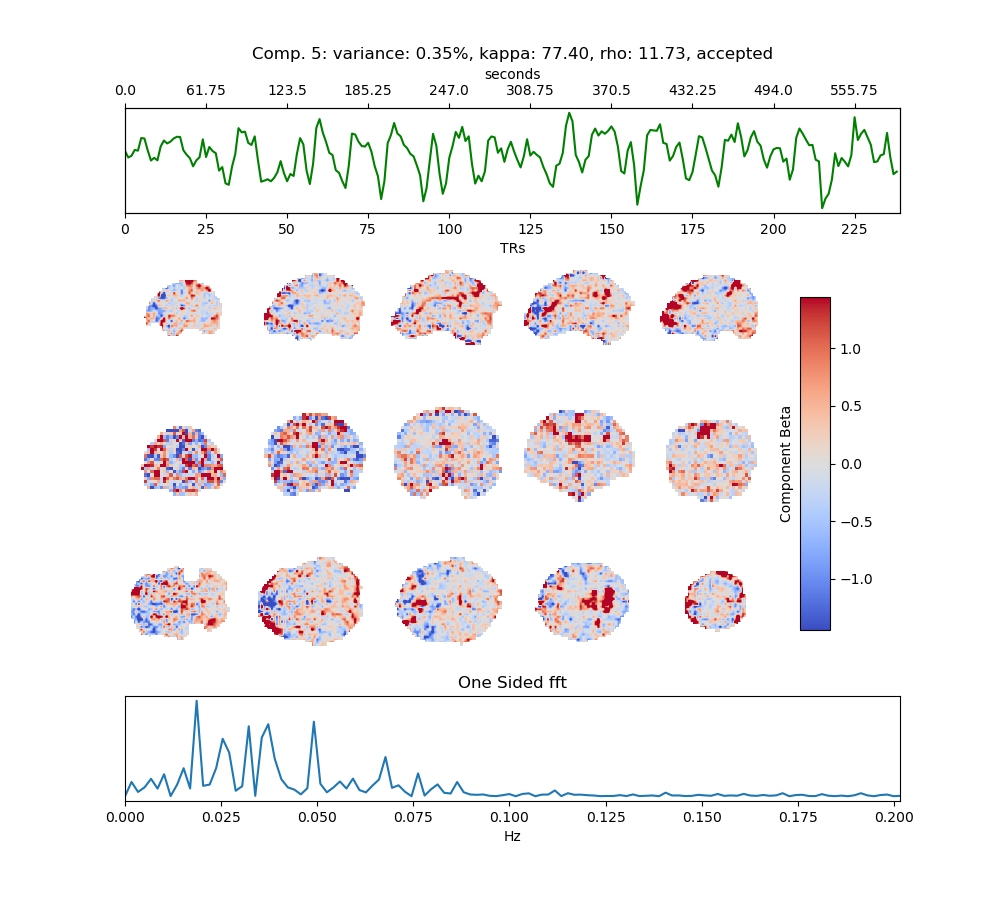 Comp. 5: variance: 0.35%, kappa: 77.40, rho: 11.73, accepted
seconds
0.0 61.75 123.5 185.25 247.0 308.75 370.5 432.25 494.0 555.75
0 25 50 75 100 125 150 175 200 225
TRs
1.0
0.5
0.0
−0.5
−1.0
Component Beta
One Sided fft
0.000 0.025 0.050 0.075 0.100 0.125 0.150 0.175 0.200
Hz